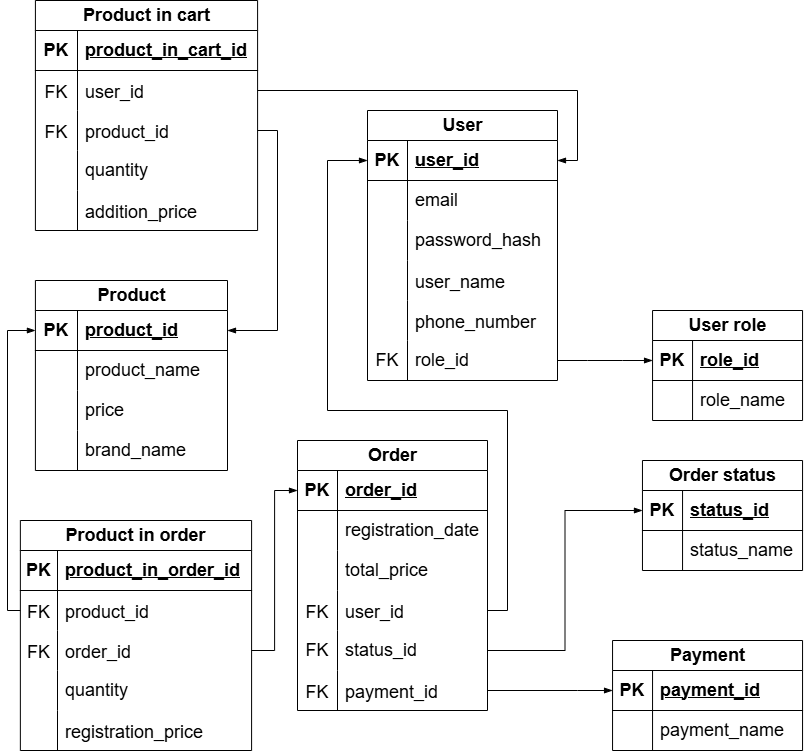 Product in cart
PK product_in_cart_id
FK user_id
FK product_id
quantity
addition_price
User
PK user_id
email
password_hash
user_name
phone_number
FK role_id
Product
PK product_id
product_name
price
brand_name
User role
PK role_id
role_name
Order
PK order_id
registration_date
total_price
FK user_id
FK status_id
FK payment_id
Order status
PK status_id
status_name
Product in order
PK product_in_order_id
FK product_id
FK order_id
quantity
registration_price
Payment
PK payment_id
payment_name